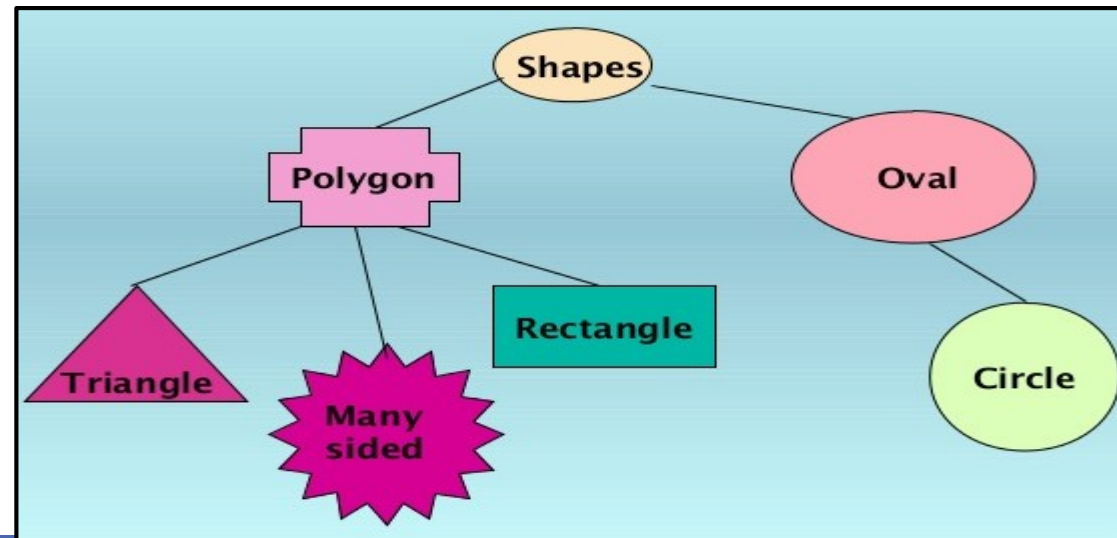 Shapes
Polygon
Oval
Triangle
Many
sided
Rectangle
Circle